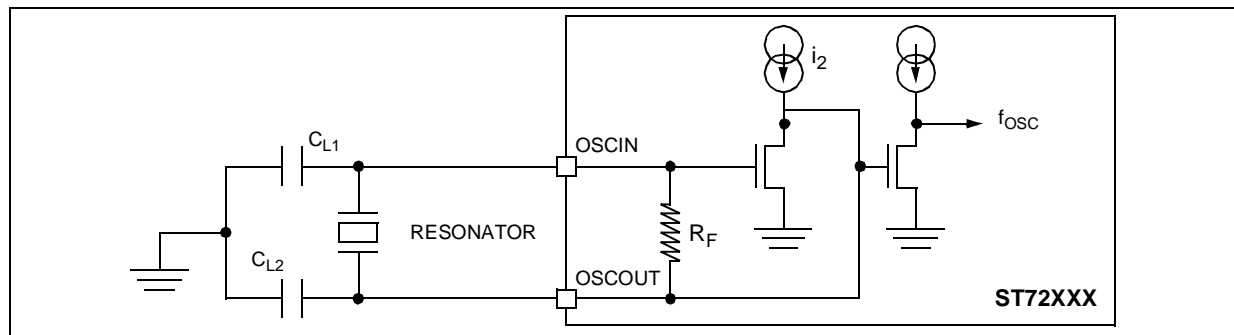 i2
fOSC
CL1
OSCIN
RESONATOR
RF
CL2
OSCOUT
ST72XXX